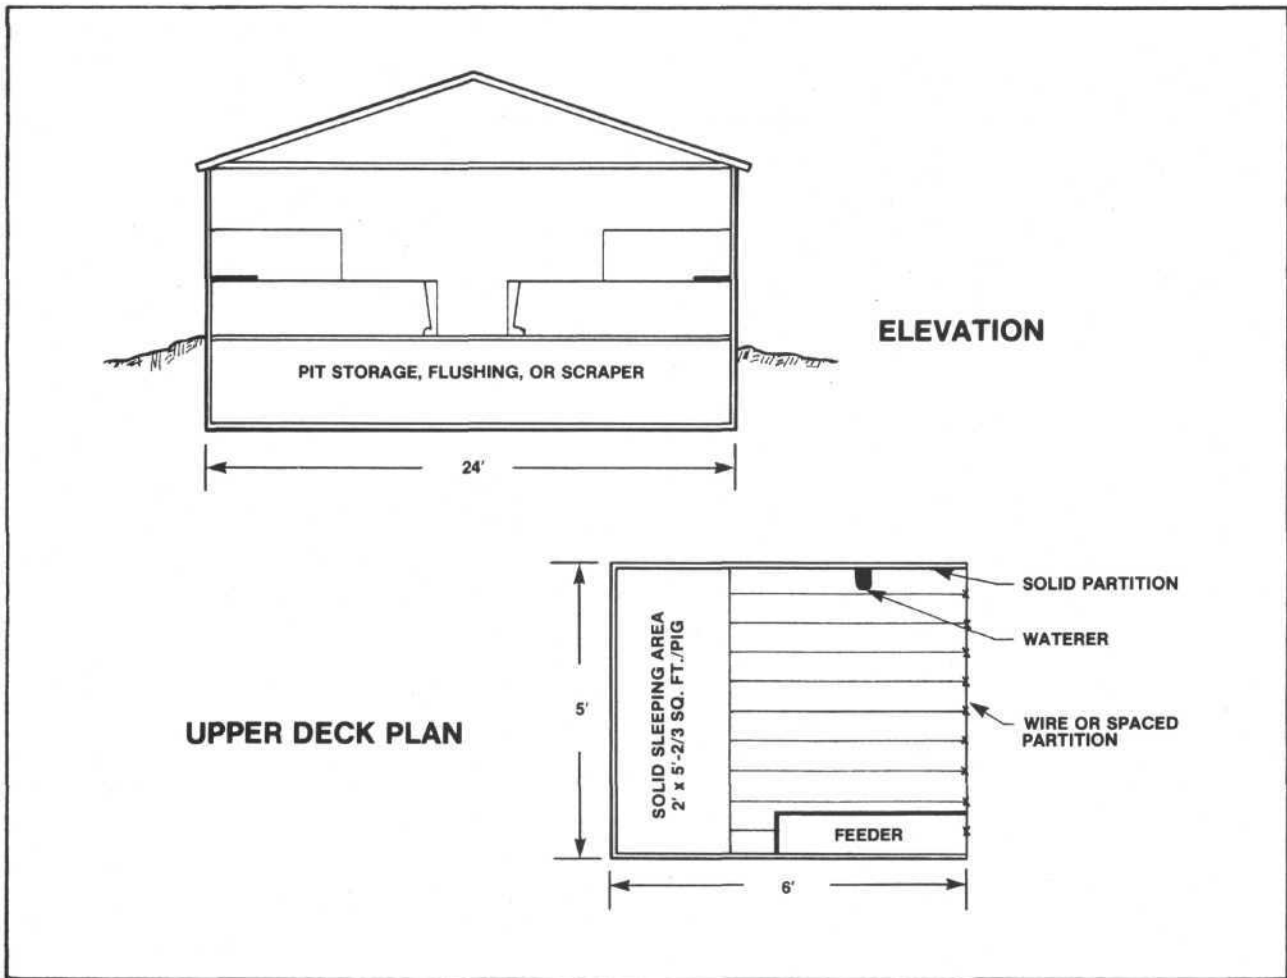 ELEVATION
PIT STORAGE, FLUSHING, OR SCRAPER
24'
UPPER DECK PLAN
5'
SOLID SLEEPING AREA
2' x 5'-2/3 SQ. FT./PIG
SOLID PARTITION
WATERER
WIRE OR SPACED
PARTITION
FEEDER
6'